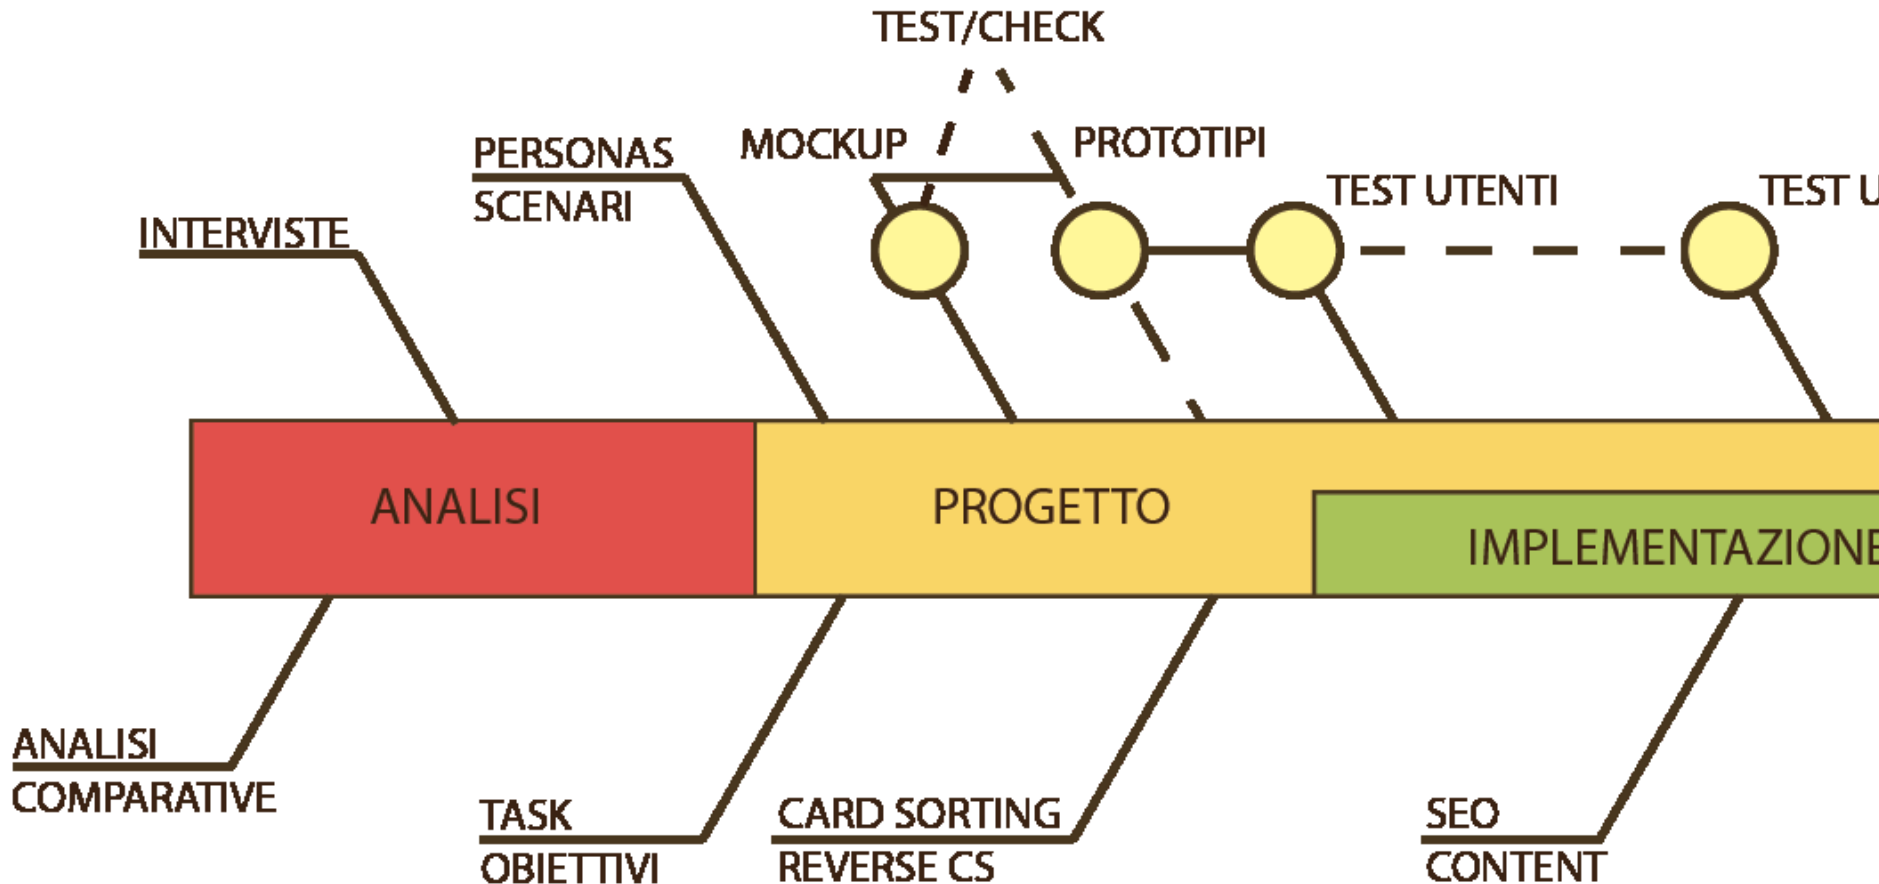 TEST/CHECK
MOCKUP
PROTOTIPI
PERSONAS
SCENARI
TEST UTENTI
TEST U
INTERVISTE
ANALISI
PROGETTO
IMPLEMENTAZIONE
ANALISI
COMPARATIVE
TASK
OBIETTIVI
CARD SORTING
REVERSE CS
SEO
CONTENT